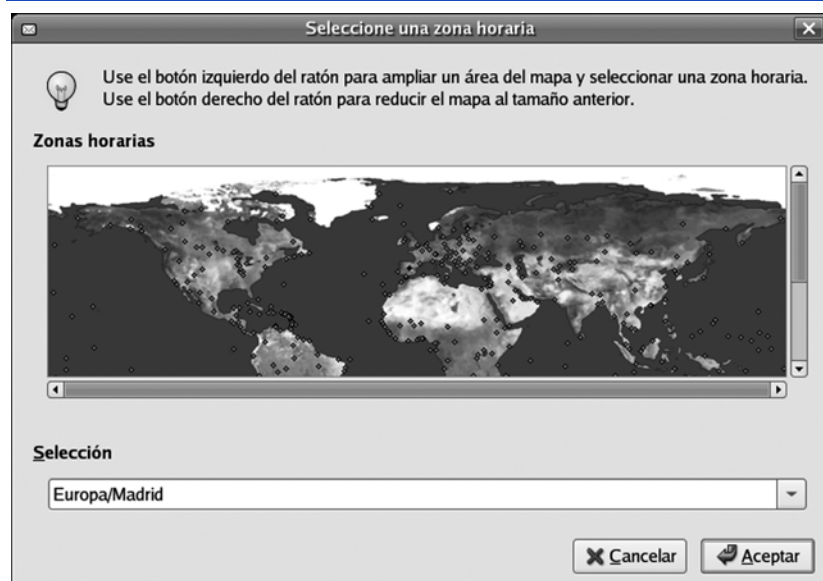 Seleccione una zona horaria
Use el botón izquierdo del ratón para ampliar un área del mapa y seleccionar una zona horaria.
Use el botón derecho del ratón para reducir el mapa al tamaño anterior.
Zonas horarias
Selección
Europa/Madrid
Cancelar
Aceptar